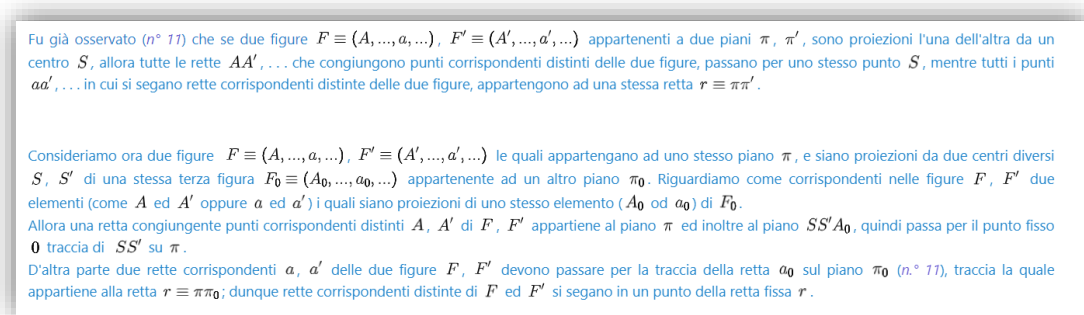 Fu già osservato (n° 11) che se due figure F ≡ (A, ..., a, ...), F′ ≡ (A′, ..., a′, ...) appartenenti a due piani π, π′, sono proiezioni l'una dell'altra da un
centro S, allora tutte le rette AA′, . . . che congiungono punti corrispondenti distinti delle due figure, passano per uno stesso punto S, mentre tutti i punti
aa′, . . . in cui si segano rette corrispondenti distinte delle due figure, appartengono ad una stessa retta r ≡ ππ′.
Consideriamo ora due figure F ≡ (A, ..., a, ...), F′ ≡ (A′, ..., a′, ...) le quali appartengano ad uno stesso piano π, e siano proiezioni da due centri diversi
S, S′ di una stessa terza figura F₀ ≡ (A₀, ..., a₀, ...) appartenente ad un altro piano π₀. Riguardiamo come corrispondenti nelle figure F, F′ due
elementi (come A ed A′ oppure a ed a′) i quali siano proiezioni di uno stesso elemento (A₀ od a₀) di F₀.
Allora una retta congiungente punti corrispondenti distinti A, A′ di F, F′ appartiene al piano π ed inoltre al piano SS′A₀, quindi passa per il punto fisso
0 traccia di SS′ su π.
D'altra parte due rette corrispondenti a, a′ delle due figure F, F′ devono passare per la traccia della retta a₀ sul piano π₀ (n.° 11), traccia la quale
appartiene alla retta r ≡ ππ₀; dunque rette corrispondenti distinte di F ed F′ si segano in un punto della retta fissa r.